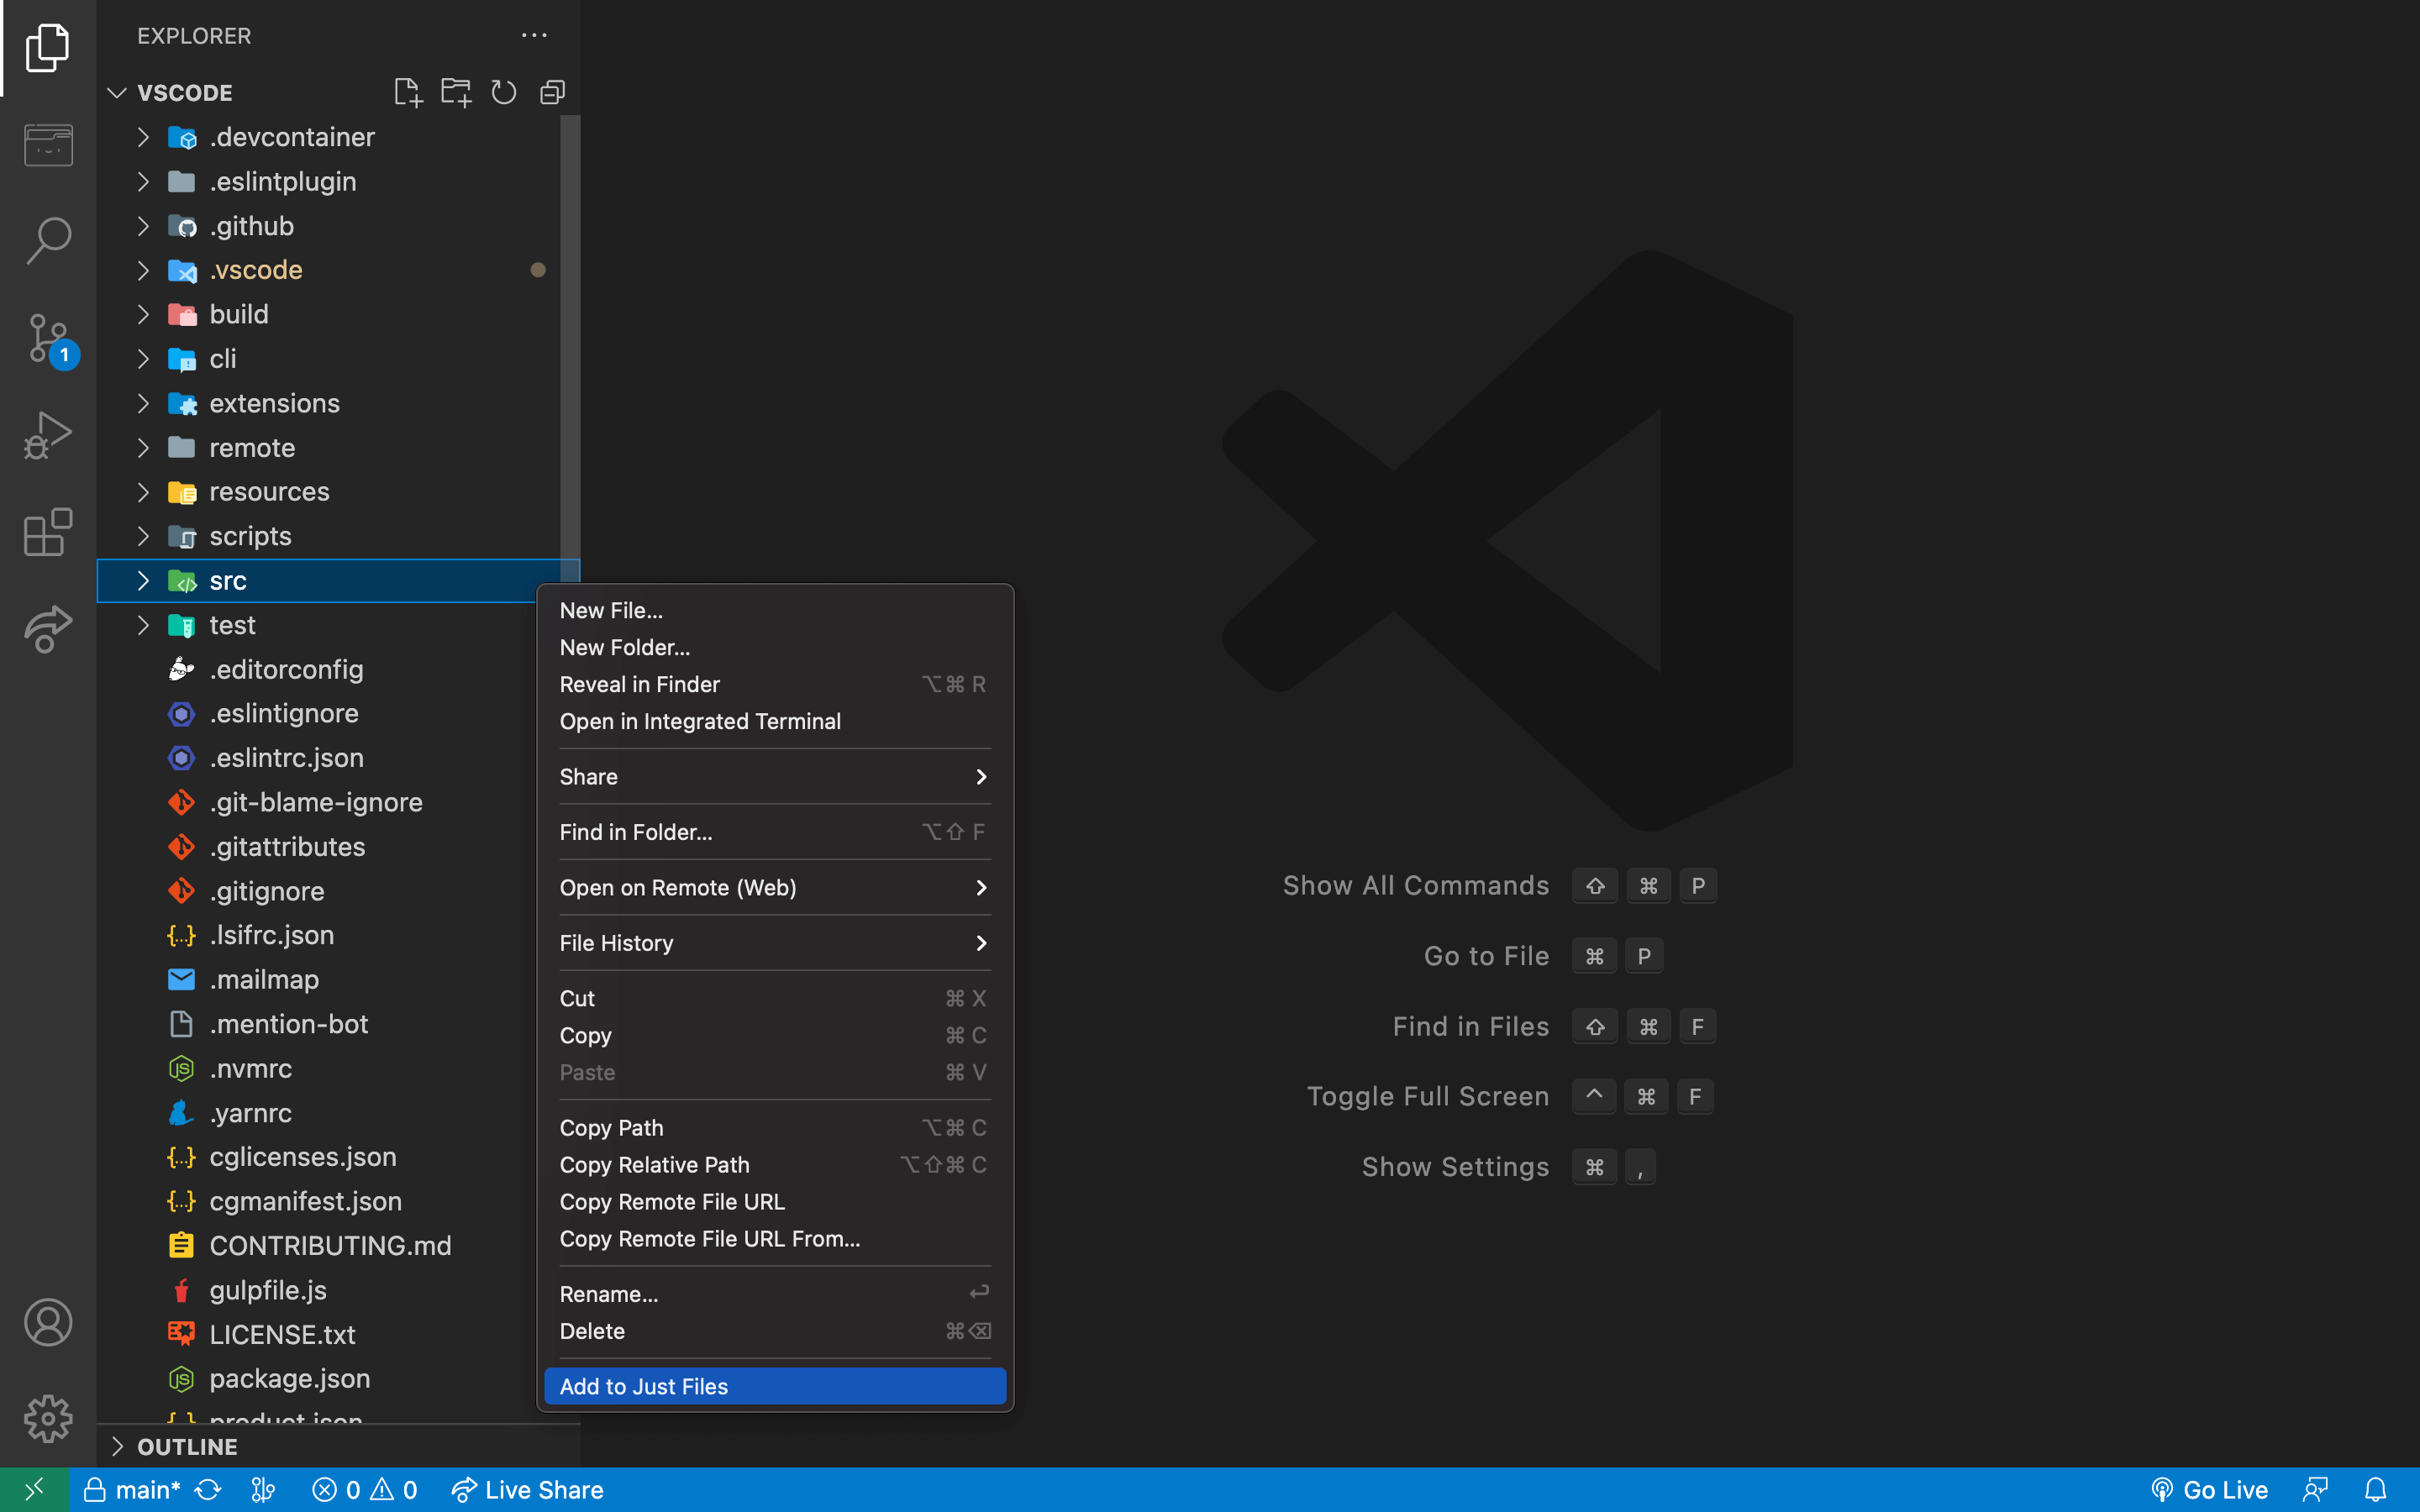 EXPLORER
VSCODE
.devcontainer
.eslintplugin
.github
.vscode
build
1
cli
extensions
remote
resources
scripts
src
test
.editorconfig
.eslintignore
.eslintrc.json
.git-blame-ignore
.gitattributes
.gitignore
.lsifrc.json
.mailmap
.mention-bot
.nvmrc
.yarnrc
cglicenses.json
cgmanifest.json
CONTRIBUTING.md
gulpfile.js
LICENSE.txt
package.json
product.json
OUTLINE
New File...
New Folder...
Reveal in Finder ⌥⌘ R
Open in Integrated Terminal
Share
Find in Folder... ⌥⇧ F
Open on Remote (Web)
File History
Cut ⌘ X
Copy ⌘ C
Paste ⌘ V
Copy Path ⌥⌘ C
Copy Relative Path ⌥⇧⌘ C
Copy Remote File URL
Copy Remote File URL From...
Rename... ↩
Delete ⌘⌫
Add to Just Files
Show All Commands ⇧ ⌘ P
Go to File ⌘ P
Find in Files ⇧ ⌘ F
Toggle Full Screen ^ ⌘ F
Show Settings ⌘ ,
main* 0 0 Live Share Go Live